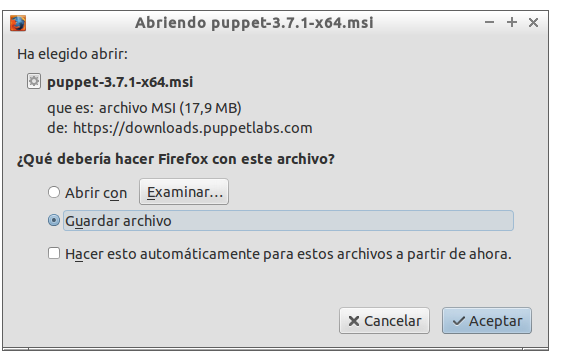 Abriendo puppet-3.7.1-x64.msi
Ha elegido abrir:
puppet-3.7.1-x64.msi
que es: archivo MSI (17,9 MB)
de: https://downloads.puppetlabs.com
¿Qué debería hacer Firefox con este archivo?
Abrir con Examinar...
Guardar archivo
Hacer esto automáticamente para estos archivos a partir de ahora.
Cancelar Aceptar